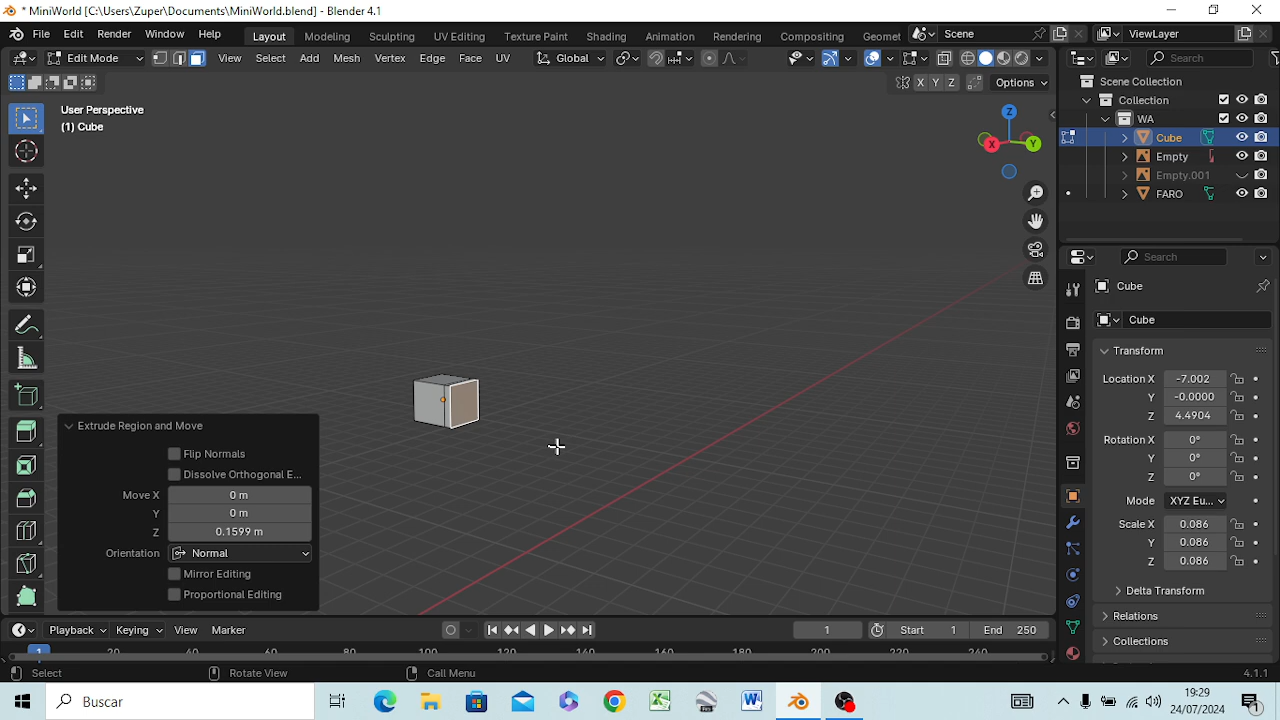 * MiniWorld [C:\Users\Zuper\Documents\MiniWorld.blend] - Blender 4.1
File Edit Render Window Help Layout Modeling Sculpting UV Editing Texture Paint Shading Animation Rendering Compositing Geomet Scene ViewLayer
Edit Mode View Select Add Mesh Vertex Edge Face UV Global Search
X Y Z Options
User Perspective
(1) Cube
Z
X
Y
Scene Collection
Collection
WA
Cube
Empty
Empty.001
FARO
Search
Cube
Cube
Transform
Location X -7.002
Y -0.0000
Z 4.4904
Rotation X 0°
Y 0°
Z 0°
Mode XYZ Eu...
Scale X 0.086
Y 0.086
Z 0.086
Delta Transform
Relations
Collections
Extrude Region and Move
Flip Normals
Dissolve Orthogonal E...
Move X 0 m
Y 0 m
Z 0.1599 m
Orientation Normal
Mirror Editing
Proportional Editing
Playback Keying View Marker 1 Start 1 End 250
1 20 40 60 80 100 120 140 160 180 200 220 240
Select Rotate View Call Menu 4.1.1
Buscar 19:29
24/07/2024
1